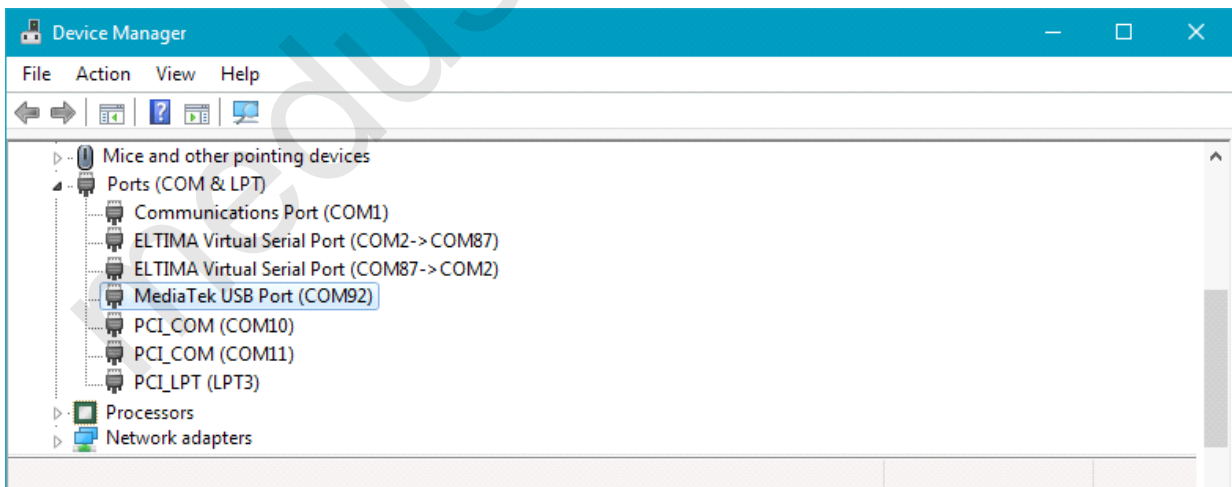 Device Manager
File Action View Help
Mice and other pointing devices
Ports (COM & LPT)
Communications Port (COM1)
ELTIMA Virtual Serial Port (COM2->COM87)
ELTIMA Virtual Serial Port (COM87->COM2)
MediaTek USB Port (COM92)
PCI_COM (COM10)
PCI_COM (COM11)
PCI_LPT (LPT3)
Processors
Network adapters